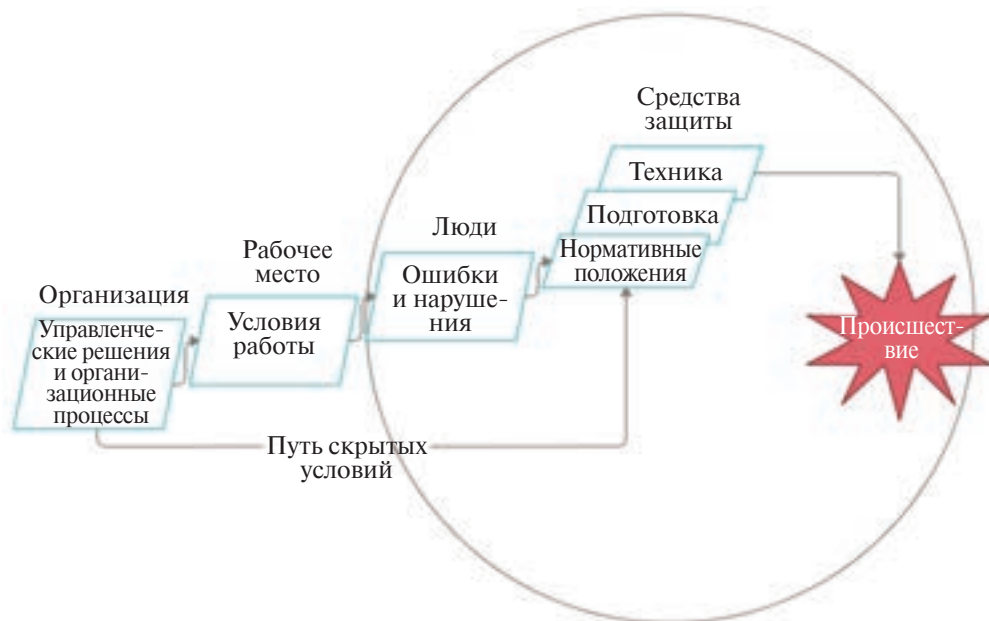 Средства
защиты
Техника
Подготовка
Нормативные
положения
Люди
Ошибки
и наруше-
ния
Рабочее
место
Условия
работы
Организация
Управленче-
ские решения
и органи-
зационные
процессы
Происшест-
вие
Путь скрытых
условий